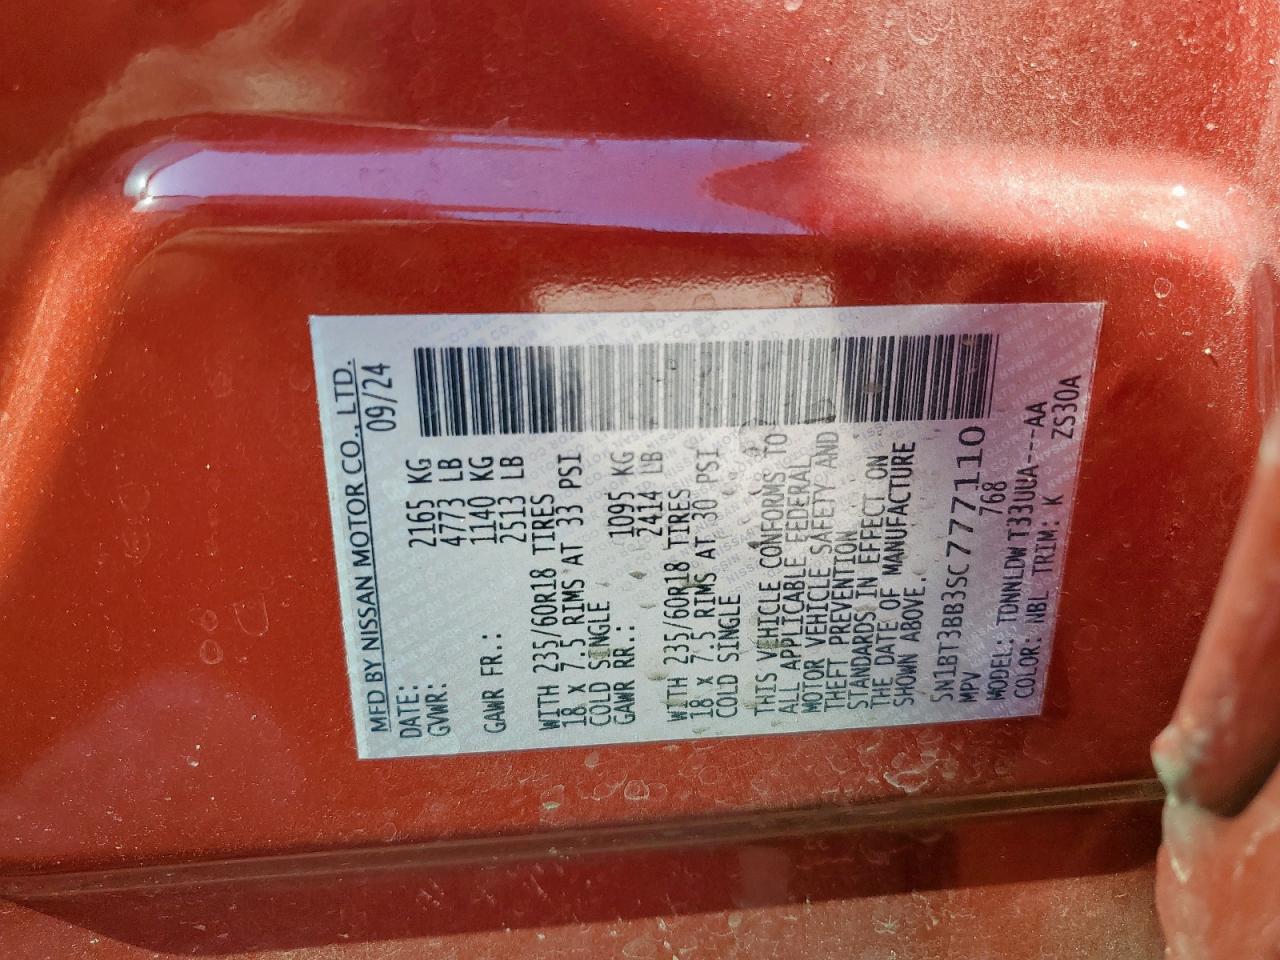 MFD BY NISSAN MOTOR CO., LTD.
DATE: 09/24
GVWR: 2165 KG
4773 LB
GAWR FR.: 1140 KG
2513 LB
WITH 235/60R18 TIRES
18 X 7.5 RIMS AT 33 PSI
COLD SINGLE
GAWR RR.: 1095 KG
2414 LB
WITH 235/60R18 TIRES
18 X 7.5 RIMS AT 30 PSI
COLD SINGLE
THIS VEHICLE CONFORMS TO
ALL APPLICABLE FEDERAL
MOTOR VEHICLE SAFETY AND
THEFT PREVENTION
STANDARDS IN EFFECT ON
THE DATE OF MANUFACTURE
SHOWN ABOVE.
5N1BT3BB3SC777110
MPV 768
MODEL: TDNNLDWT33UUA---AA
COLOR: NBL TRIM: K ZS30A